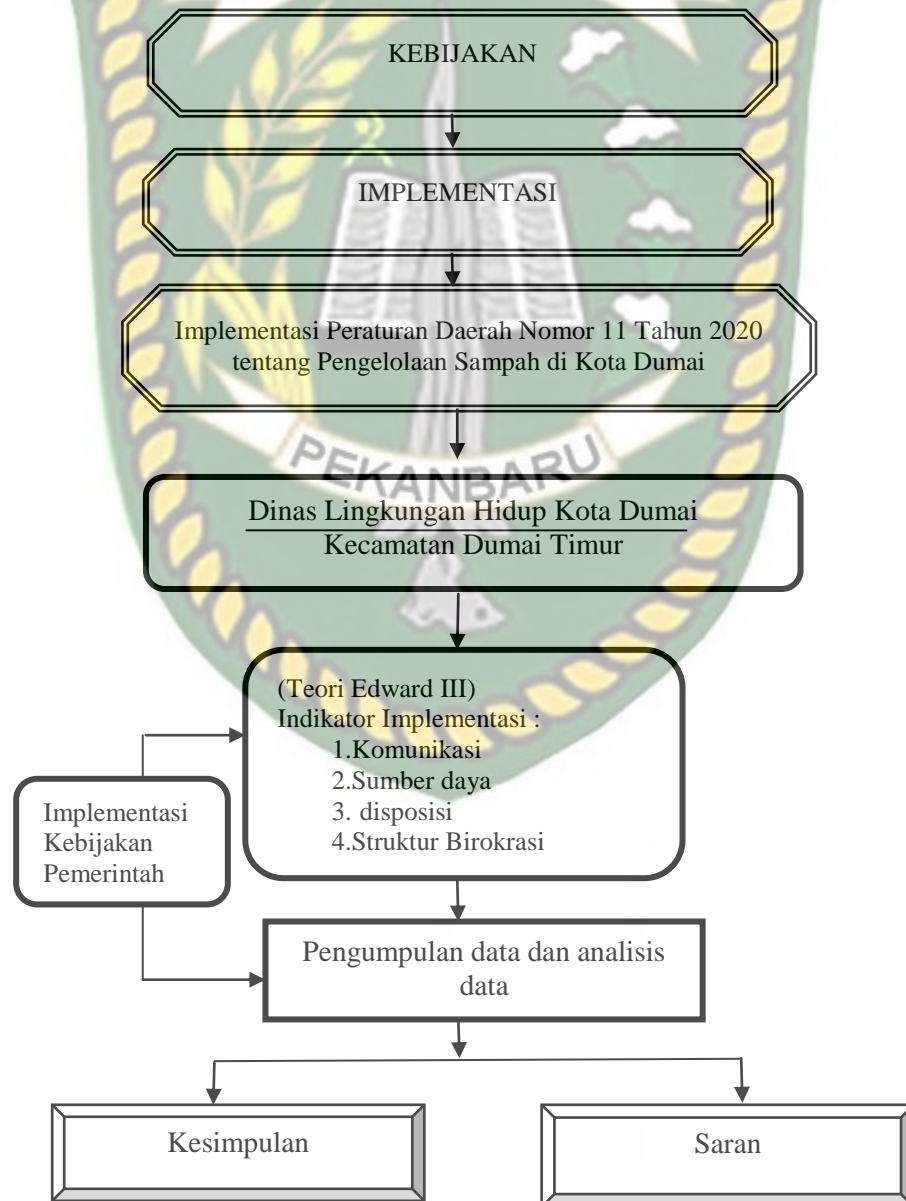 KEBIJAKAN
IMPLEMENTASI
Implementasi Peraturan Daerah Nomor 11 Tahun 2020
tentang Pengelolaan Sampah di Kota Dumai
PEKANBARU
Dinas Lingkungan Hidup Kota Dumai
Kecamatan Dumai Timur
(Teori Edward III)
Indikator Implementasi :
1.Komunikasi
2.Sumber daya
3. disposisi
4.Struktur Birokrasi
Implementasi
Kebijakan
Pemerintah
Pengumpulan data dan analisis
data
Kesimpulan
Saran